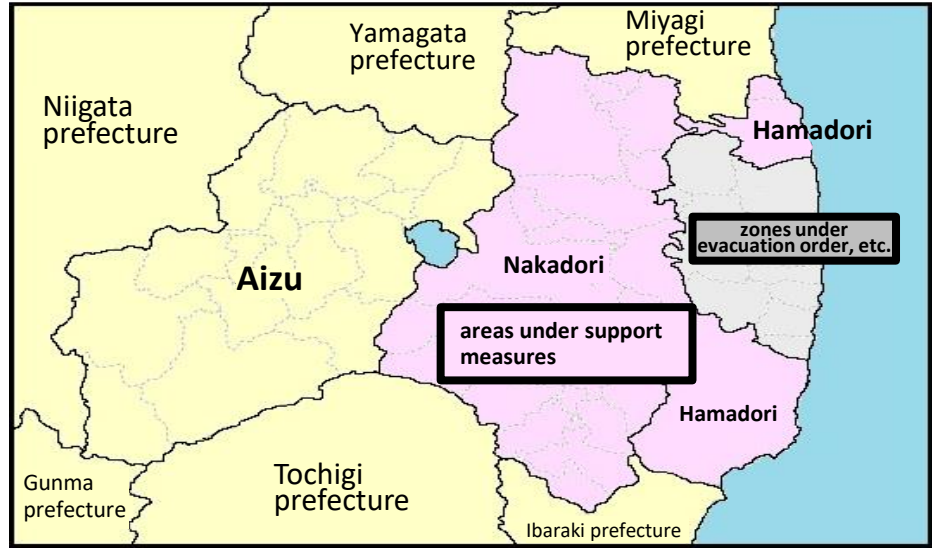 Miyagi
prefecture
Yamagata
prefecture
Niigata
prefecture
Hamadori
zones under
evacuation order, etc.
Aizu
Nakadori
areas under support
measures
Hamadori
Gunma
prefecture
Tochigi
prefecture
Ibaraki prefecture